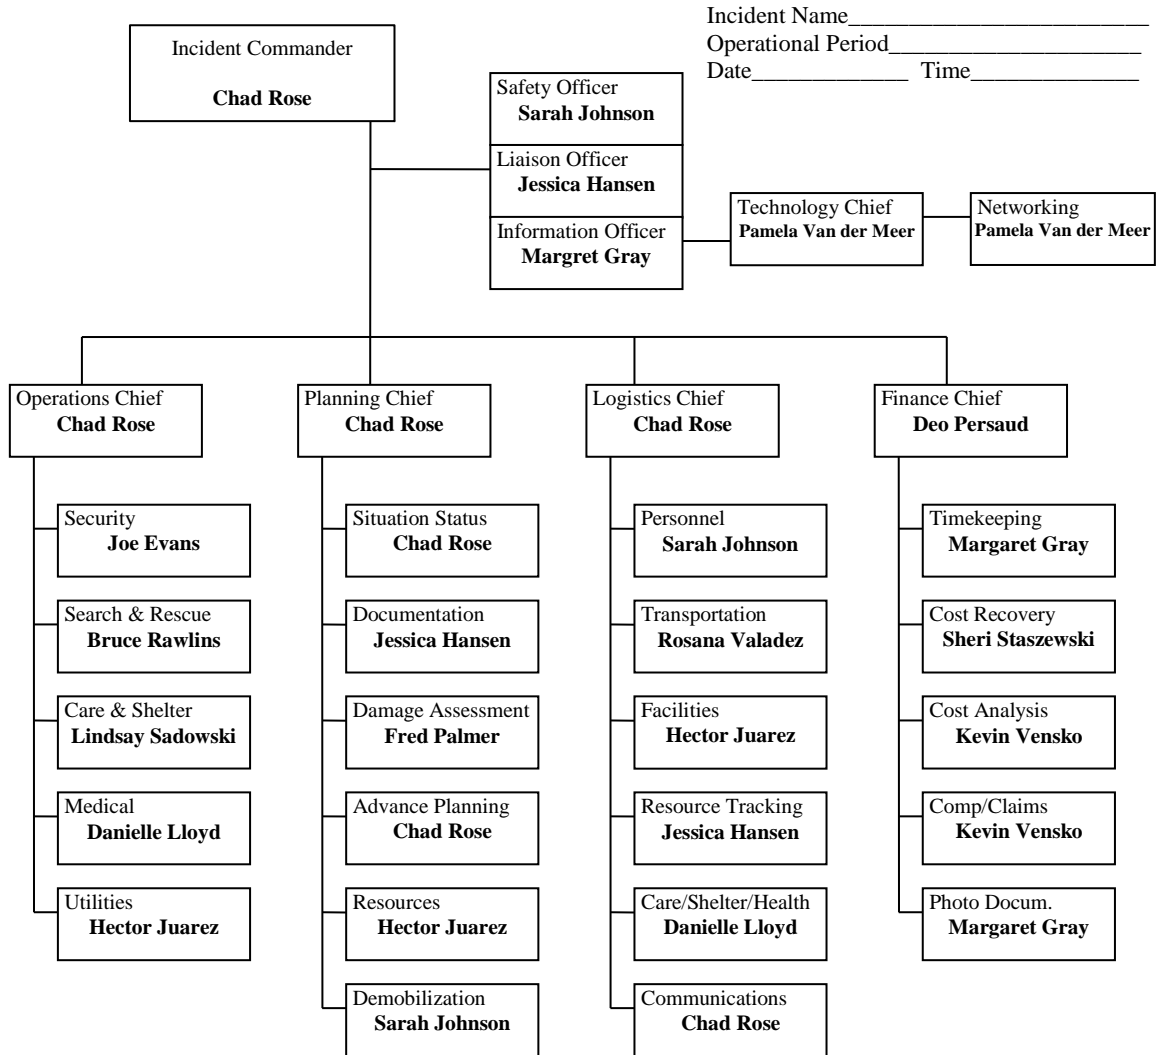 Incident Name_________________________
Operational Period_____________________
Date_____________ Time______________
Incident Commander
Chad Rose
Safety Officer
Sarah Johnson
Liaison Officer
Jessica Hansen
Information Officer
Margret Gray
Technology Chief
Pamela Van der Meer
Networking
Pamela Van der Meer
Operations Chief
Chad Rose
Planning Chief
Chad Rose
Logistics Chief
Chad Rose
Finance Chief
Deo Persaud
Security
Joe Evans
Search & Rescue
Bruce Rawlins
Care & Shelter
Lindsay Sadowski
Medical
Danielle Lloyd
Utilities
Hector Juarez
Situation Status
Chad Rose
Documentation
Jessica Hansen
Damage Assessment
Fred Palmer
Advance Planning
Chad Rose
Resources
Hector Juarez
Demobilization
Sarah Johnson
Personnel
Sarah Johnson
Transportation
Rosana Valadez
Facilities
Hector Juarez
Resource Tracking
Jessica Hansen
Care/Shelter/Health
Danielle Lloyd
Communications
Chad Rose
Timekeeping
Margaret Gray
Cost Recovery
Sheri Staszewski
Cost Analysis
Kevin Vensko
Comp/Claims
Kevin Vensko
Photo Docum.
Margaret Gray